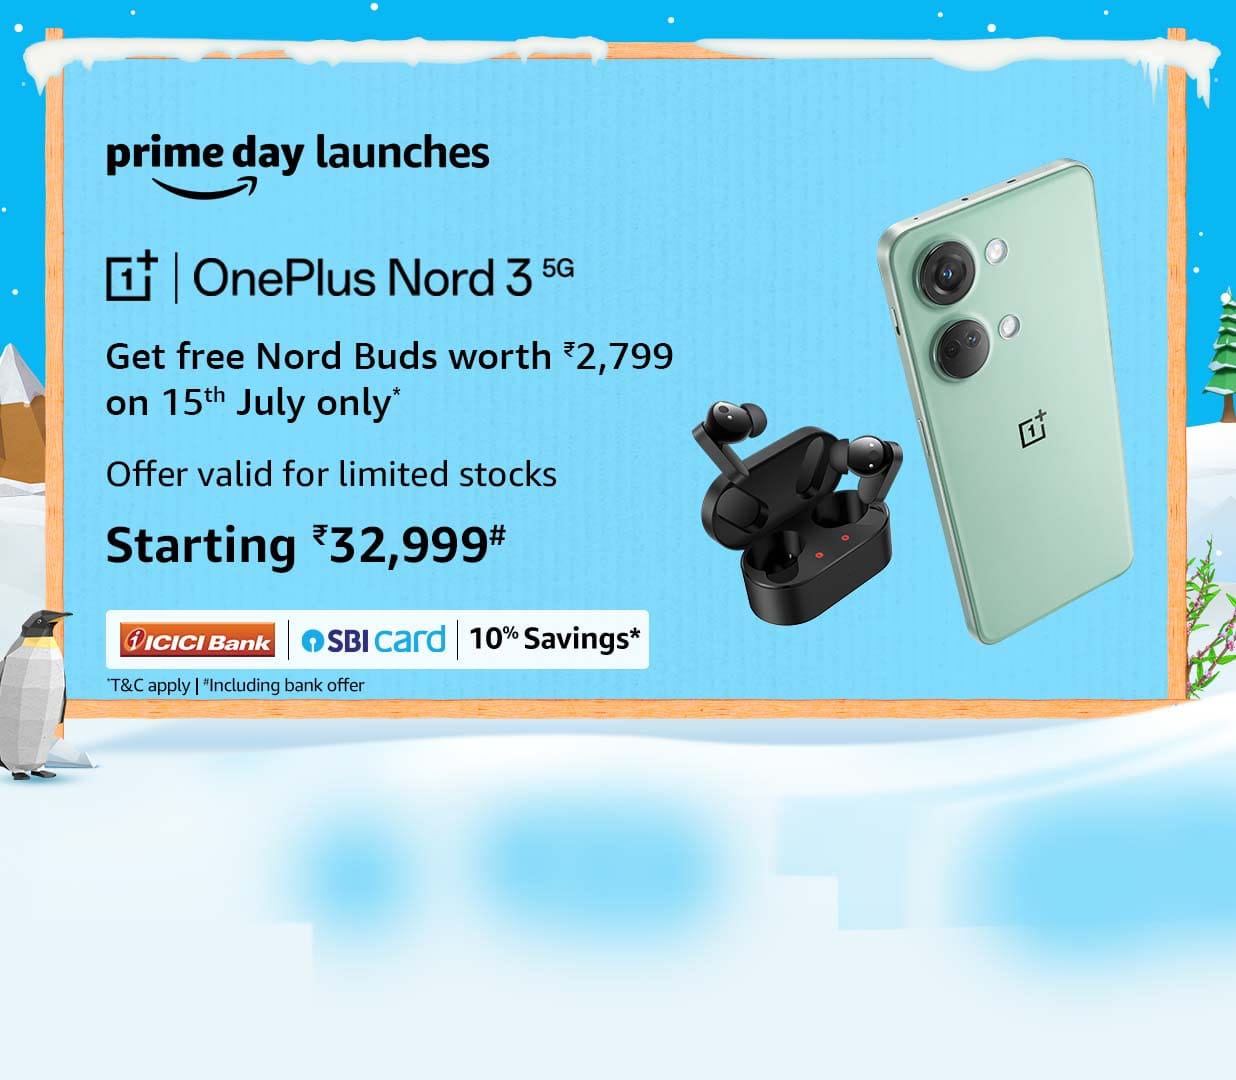 prime day launches
1+ | OnePlus Nord 3 5G
Get free Nord Buds worth ₹2,799
on 15th July only*
Offer valid for limited stocks
Starting ₹32,999#
ICICI Bank | SBI card | 10% Savings*
*T&C apply | #Including bank offer
1+